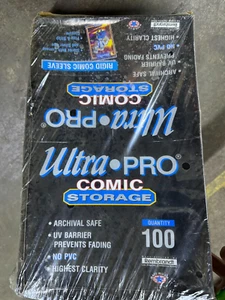 • ARCHIVAL SAFE
• UV BARRIER
PREVENTS FADING
• NO PVC
• HIGHEST CLARITY
RIGID COMIC SLEEVE
Ultra•PRO
COMIC
STORAGE
Ultra•PRO®
COMIC
STORAGE
• ARCHIVAL SAFE
• UV BARRIER
PREVENTS FADING
• NO PVC
• HIGHEST CLARITY
QUANTITY
100
Rembrandt